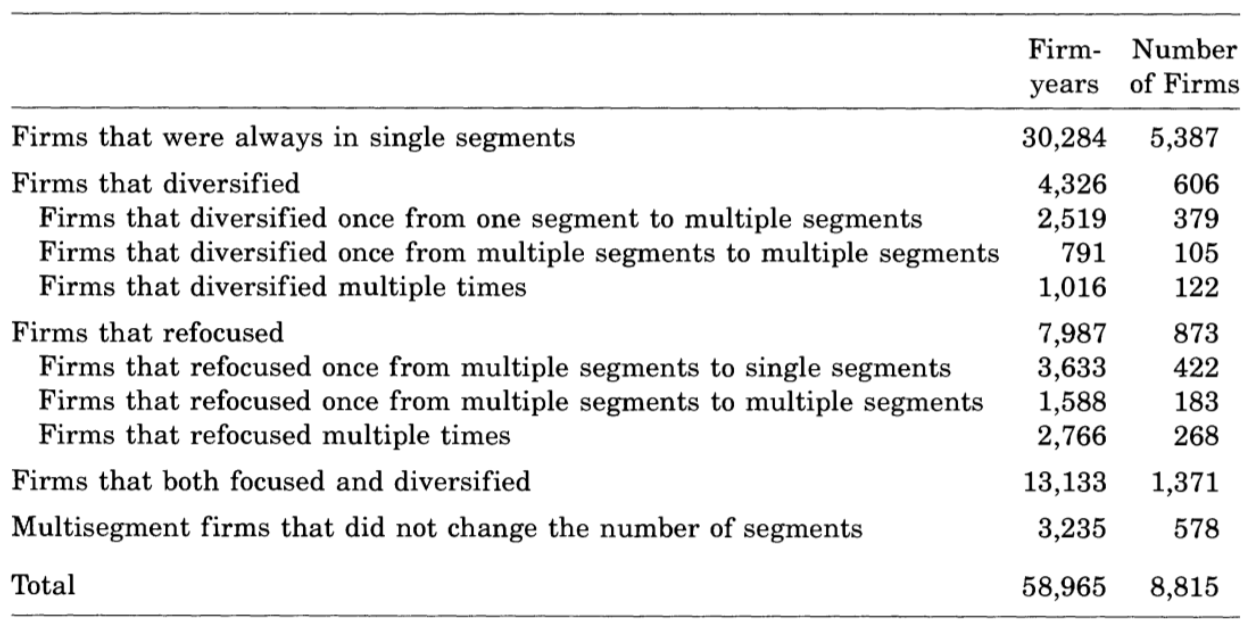 Firm- Number
years of Firms
Firms that were always in single segments 30,284 5,387
Firms that diversified 4,326 606
Firms that diversified once from one segment to multiple segments 2,519 379
Firms that diversified once from multiple segments to multiple segments 791 105
Firms that diversified multiple times 1,016 122
Firms that refocused 7,987 873
Firms that refocused once from multiple segments to single segments 3,633 422
Firms that refocused once from multiple segments to multiple segments 1,588 183
Firms that refocused multiple times 2,766 268
Firms that both focused and diversified 13,133 1,371
Multisegment firms that did not change the number of segments 3,235 578
Total 58,965 8,815